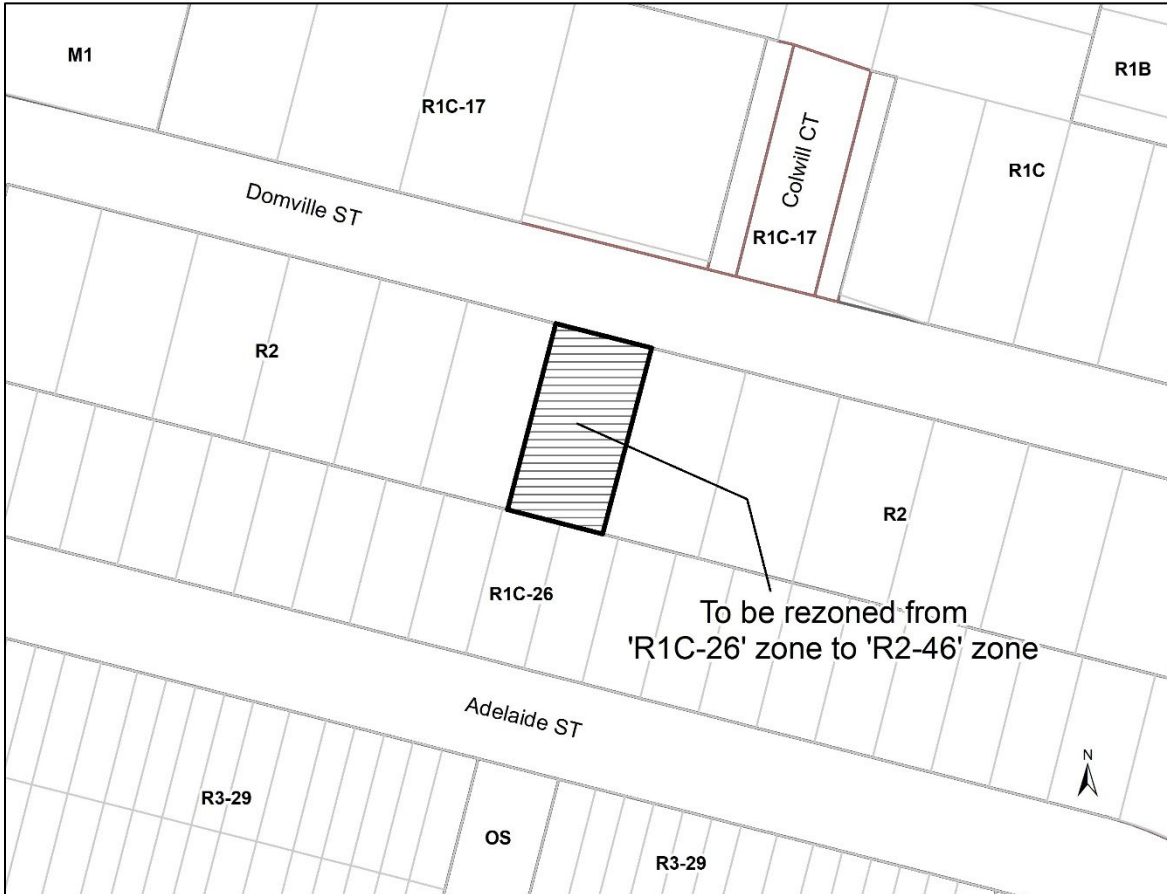 M1
R1C-17
Colwill CT
R1B
R1C
Domville ST
R1C-17
R2
R2
R1C-26
To be rezoned from
'R1C-26' zone to 'R2-46' zone
Adelaide ST
N
R3-29
OS
R3-29